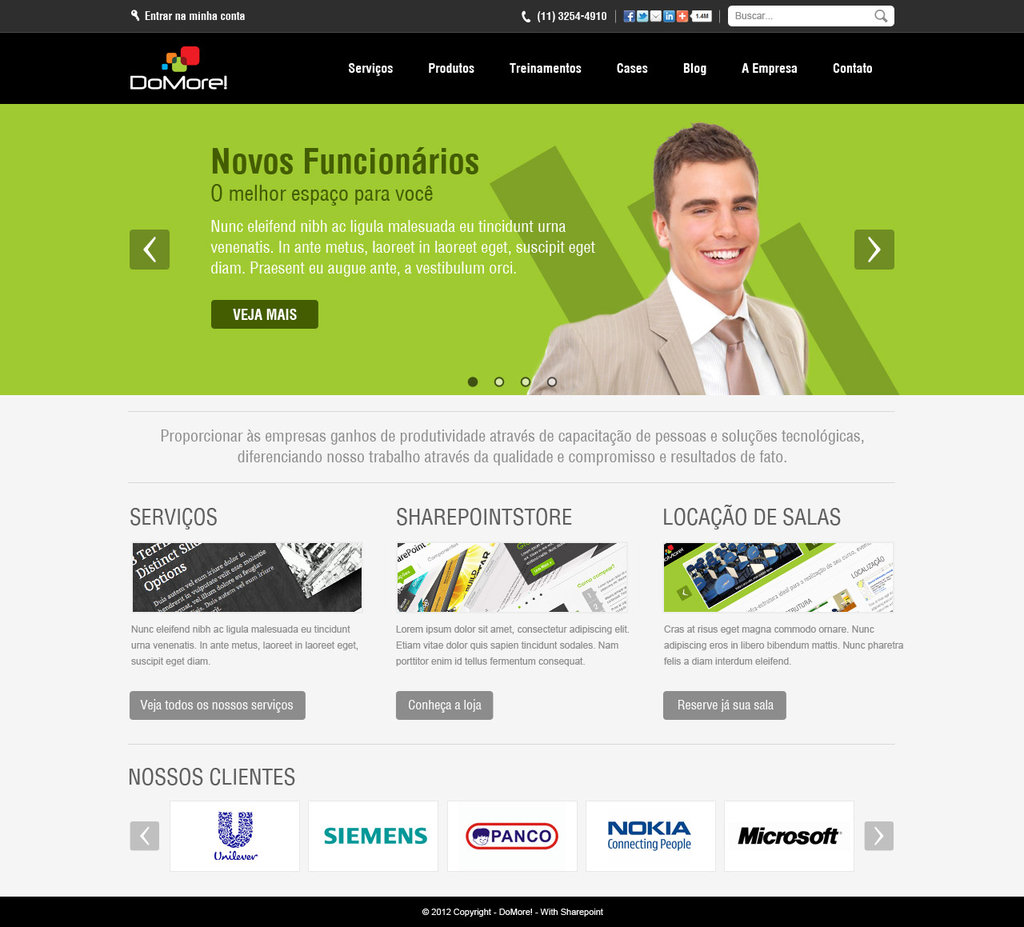 Entrar na minha conta
(11) 3254-4910
1.4M
Buscar...
DoMore!
Serviços
Produtos
Treinamentos
Cases
Blog
A Empresa
Contato
Novos Funcionários
O melhor espaço para você
Nunc eleifend nibh ac ligula malesuada eu tincidunt urna
venenatis. In ante metus, laoreet in laoreet eget, suscipit eget
diam. Praesent eu augue ante, a vestibulum orci.
VEJA MAIS
Proporcionar às empresas ganhos de produtividade através de capacitação de pessoas e soluções tecnológicas,
diferenciando nosso trabalho através da qualidade e compromisso e resultados de fato.
SERVIÇOS
Distinct
Options
Nunc eleifend nibh ac ligula malesuada eu tincidunt
urna venenatis. In ante metus, laoreet in laoreet eget,
suscipit eget diam.
Veja todos os nossos serviços
SHAREPOINTSTORE
Como comprar?
Lorem ipsum dolor sit amet, consectetur adipiscing elit.
Etiam vitae dolor quis sapien tincidunt sodales. Nam
porttitor enim id tellus fermentum consequat.
Conheça a loja
LOCAÇÃO DE SALAS
DoMore!
LOCALIZAÇÃO
Cras at risus eget magna commodo ornare. Nunc
adipiscing eros in libero bibendum mattis. Nunc pharetra
felis a diam interdum eleifend.
Reserve já sua sala
NOSSOS CLIENTES
Unilever
SIEMENS
PANCO
NOKIA
Connecting People
Microsoft
© 2012 Copyright - DoMore! - With Sharepoint